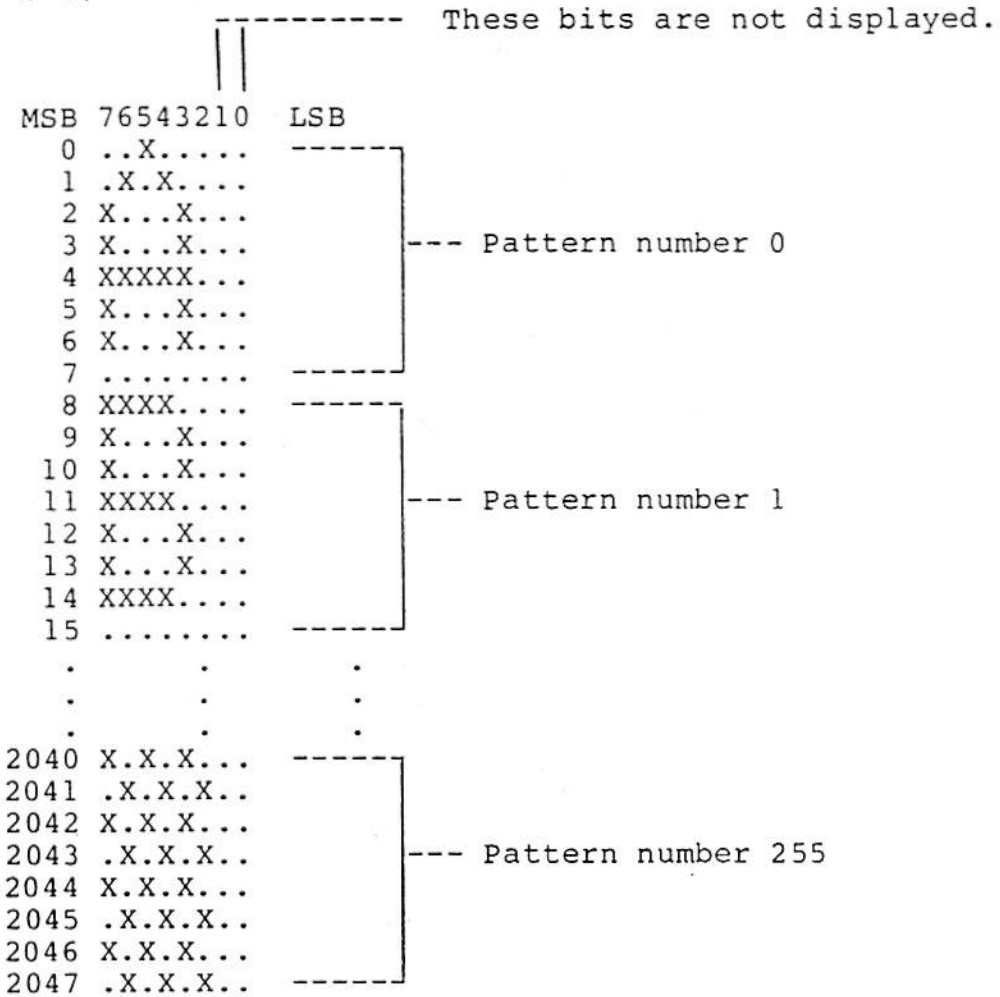 ---------- These bits are not displayed.
MSB 76543210 LSB
0 ..X.....
1 .X.X....
2 X...X...
3 X...X... --- Pattern number 0
4 XXXXX...
5 X...X...
6 X...X...
7 ........
8 XXXX....
9 X...X...
10 X...X...
11 XXXX.... --- Pattern number 1
12 X...X...
13 X...X...
14 XXXX....
15 ........
. . .
. . .
. . .
2040 X.X.X...
2041 .X.X.X..
2042 X.X.X...
2043 .X.X.X.. --- Pattern number 255
2044 X.X.X...
2045 .X.X.X..
2046 X.X.X...
2047 .X.X.X..